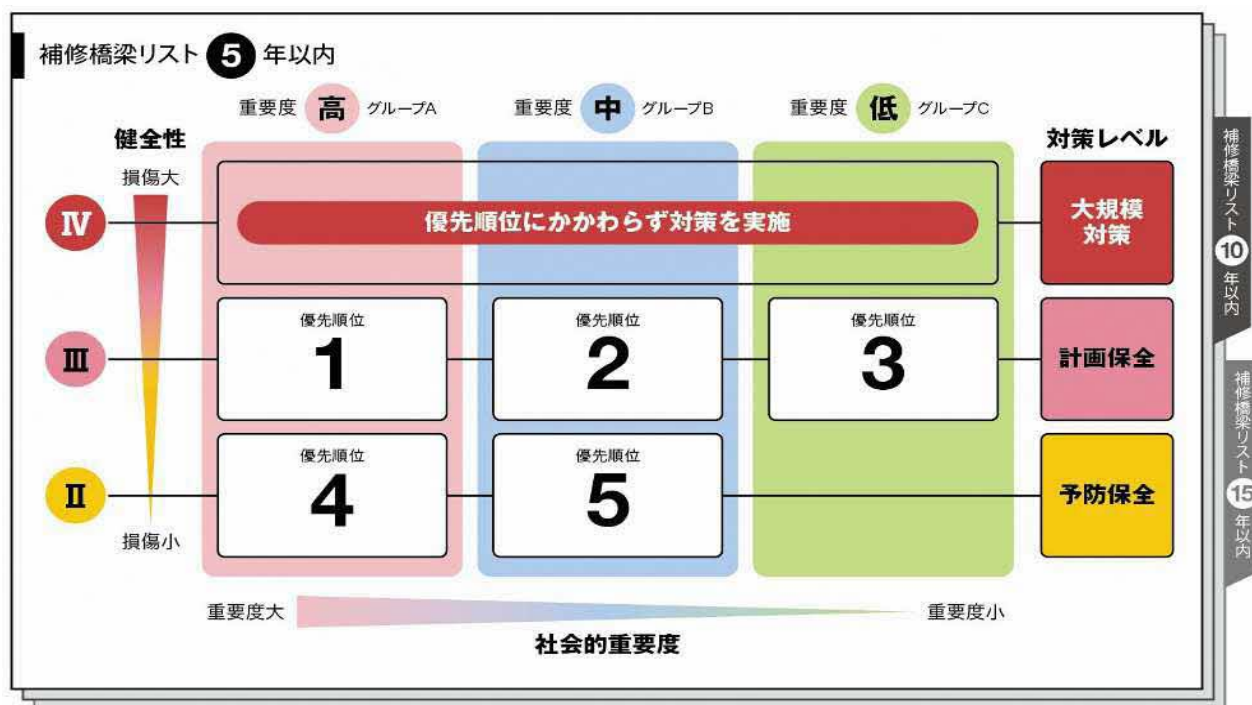 補修橋梁リスト 5 年以内
重要度 高 グループA
重要度 中 グループB
重要度 低 グループC
健全性
対策レベル
損傷大
Ⅳ
優先順位にかかわらず対策を実施
大規模
対策
Ⅲ
優先順位
1
優先順位
2
優先順位
3
計画保全
Ⅱ
優先順位
4
優先順位
5
予防保全
損傷小
重要度大
重要度小
社会的重要度
補修橋梁リスト 10 年以内
補修橋梁リスト 15 年以内